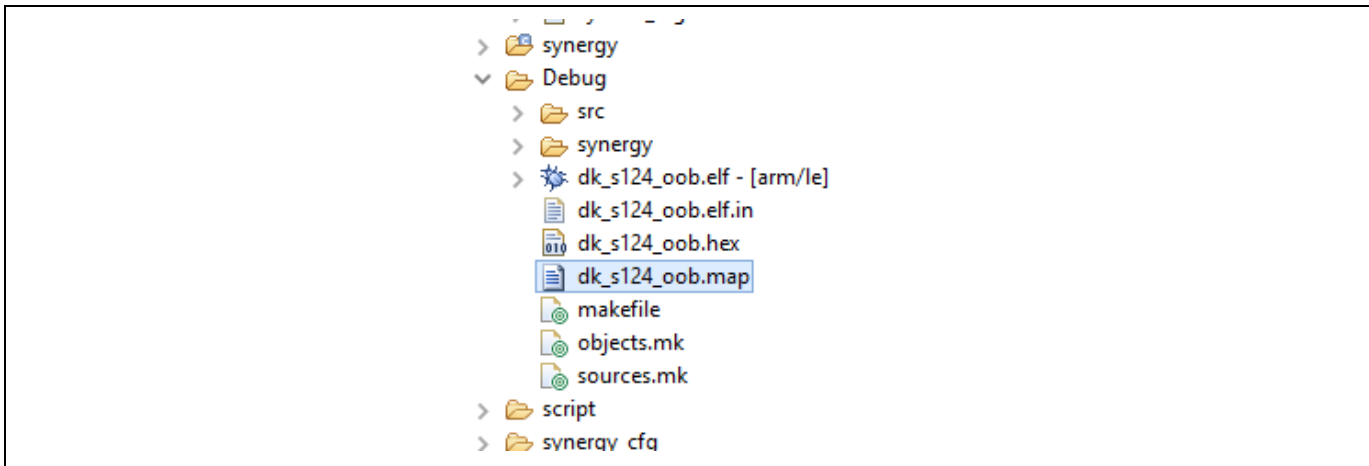 synergy
Debug
src
synergy
dk_s124_oob.elf - [arm/le]
dk_s124_oob.elf.in
dk_s124_oob.hex
dk_s124_oob.map
makefile
objects.mk
sources.mk
script
synergy_cfg